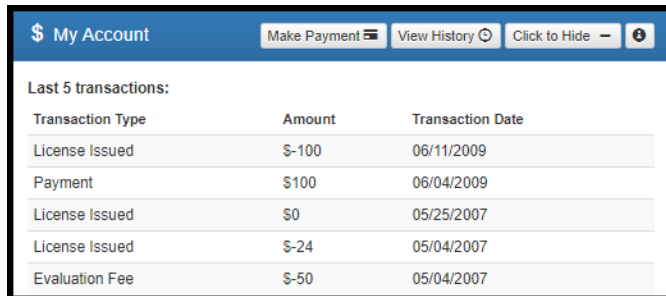 $ My Account Make Payment View History Click to Hide
Last 5 transactions:
Transaction Type Amount Transaction Date
License Issued $-100 06/11/2009
Payment $100 06/04/2009
License Issued $0 05/25/2007
License Issued $-24 05/04/2007
Evaluation Fee $-50 05/04/2007